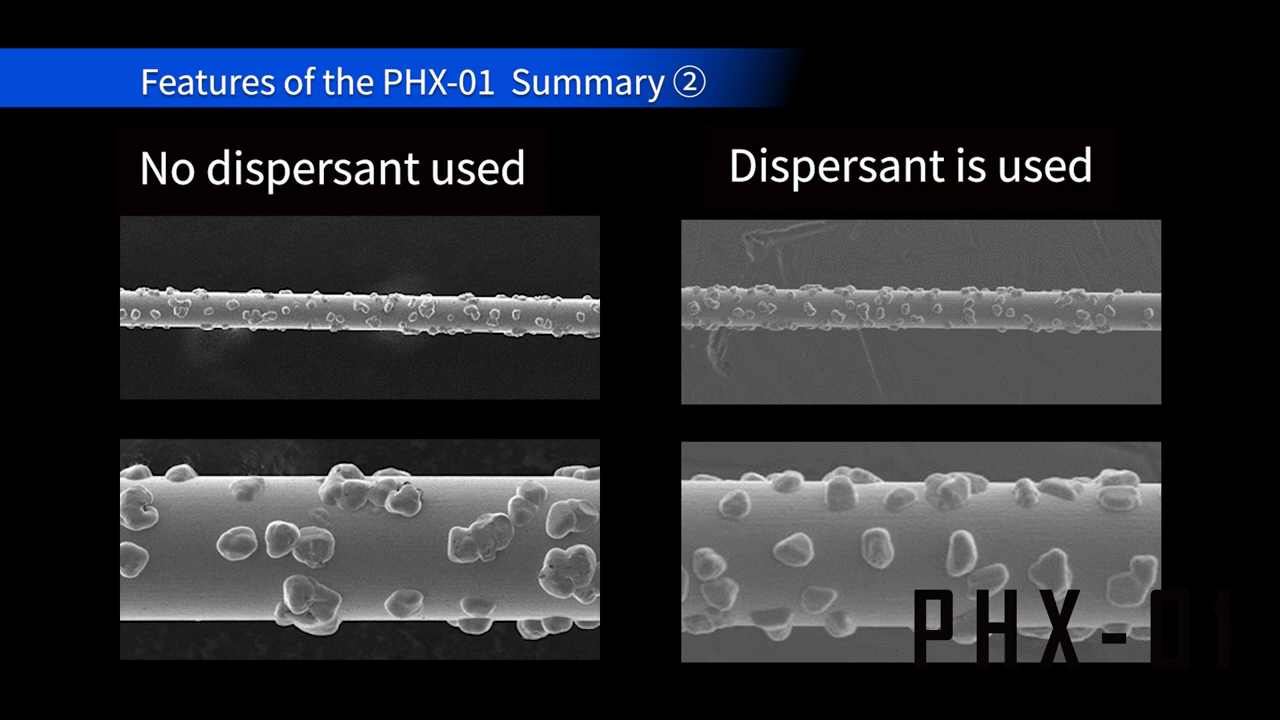 Features of the PHX-01 Summary ②
No dispersant used
Dispersant is used
PHX-01